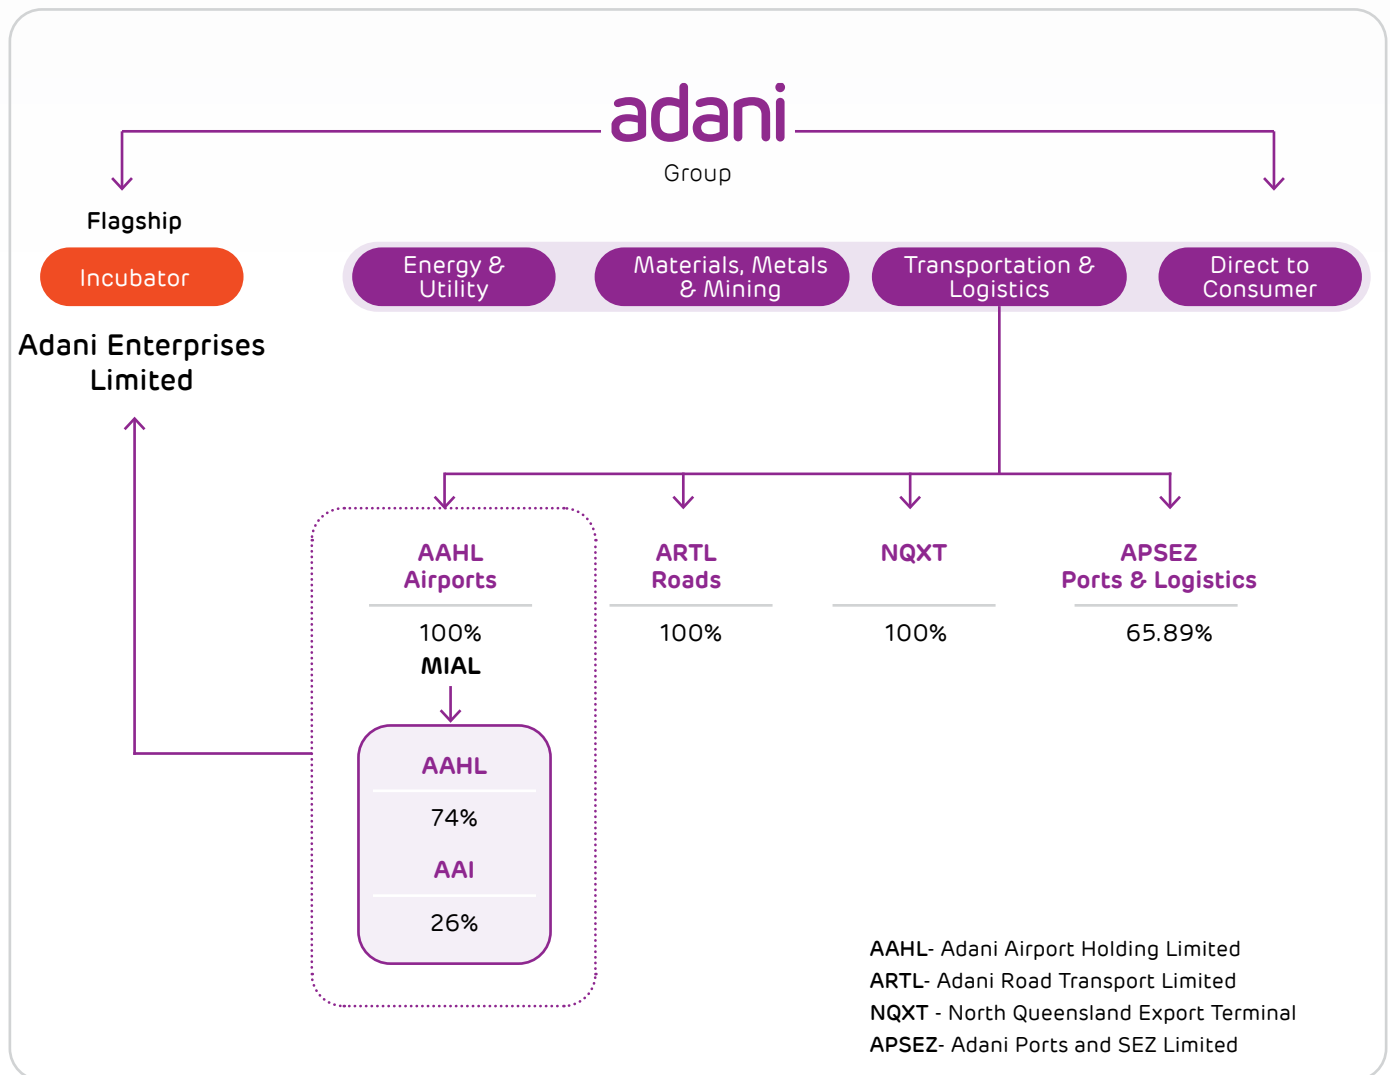 adani
Group
Flagship
Incubator
Adani Enterprises
Limited
Energy &
Utility
Materials, Metals
& Mining
Transportation &
Logistics
Direct to
Consumer
AAHL
Airports
100%
MIAL
AAHL
74%
AAI
26%
ARTL
Roads
100%
NQXT
100%
APSEZ
Ports & Logistics
65.89%
AAHL- Adani Airport Holding Limited
ARTL- Adani Road Transport Limited
NQXT - North Queensland Export Terminal
APSEZ- Adani Ports and SEZ Limited